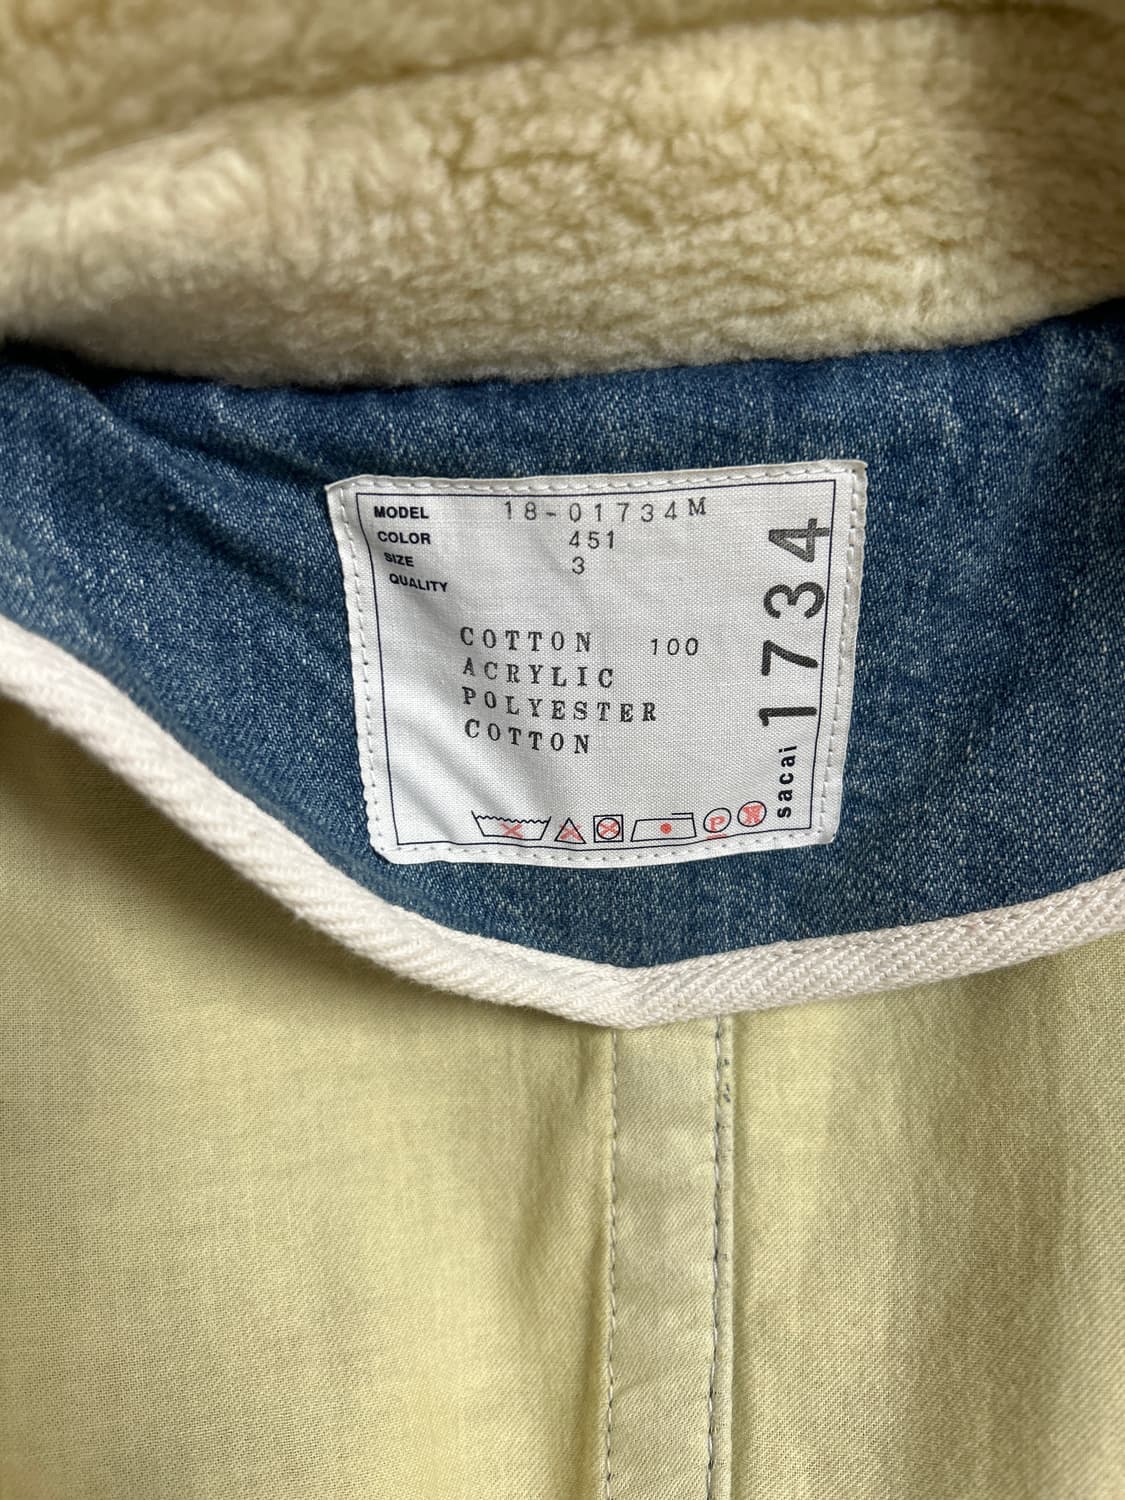 MODEL 18-01734M
COLOR 451
SIZE 3
QUALITY
COTTON 100
ACRYLIC
POLYESTER
COTTON
P
sacai 1734